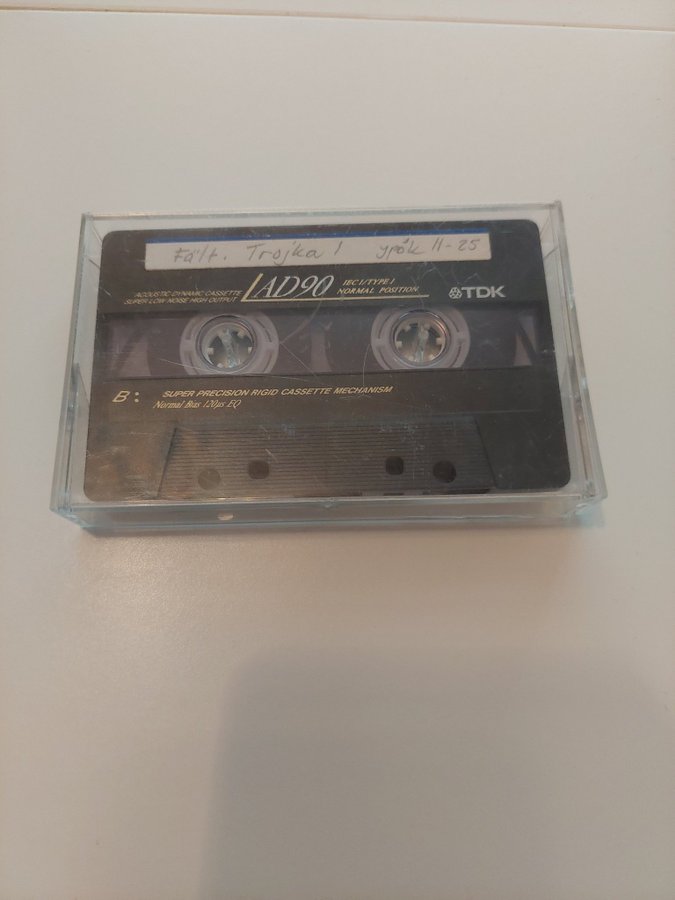 Fält. Trojka 1 урок 11-25
ACOUSTIC DYNAMIC CASSETTE
SUPER LOW NOISE HIGH OUTPUT
AD90
IEC I/TYPE I
NORMAL POSITION
TDK
B:
SUPER PRECISION RIGID CASSETTE MECHANISM
Normal Bias 120μs EQ